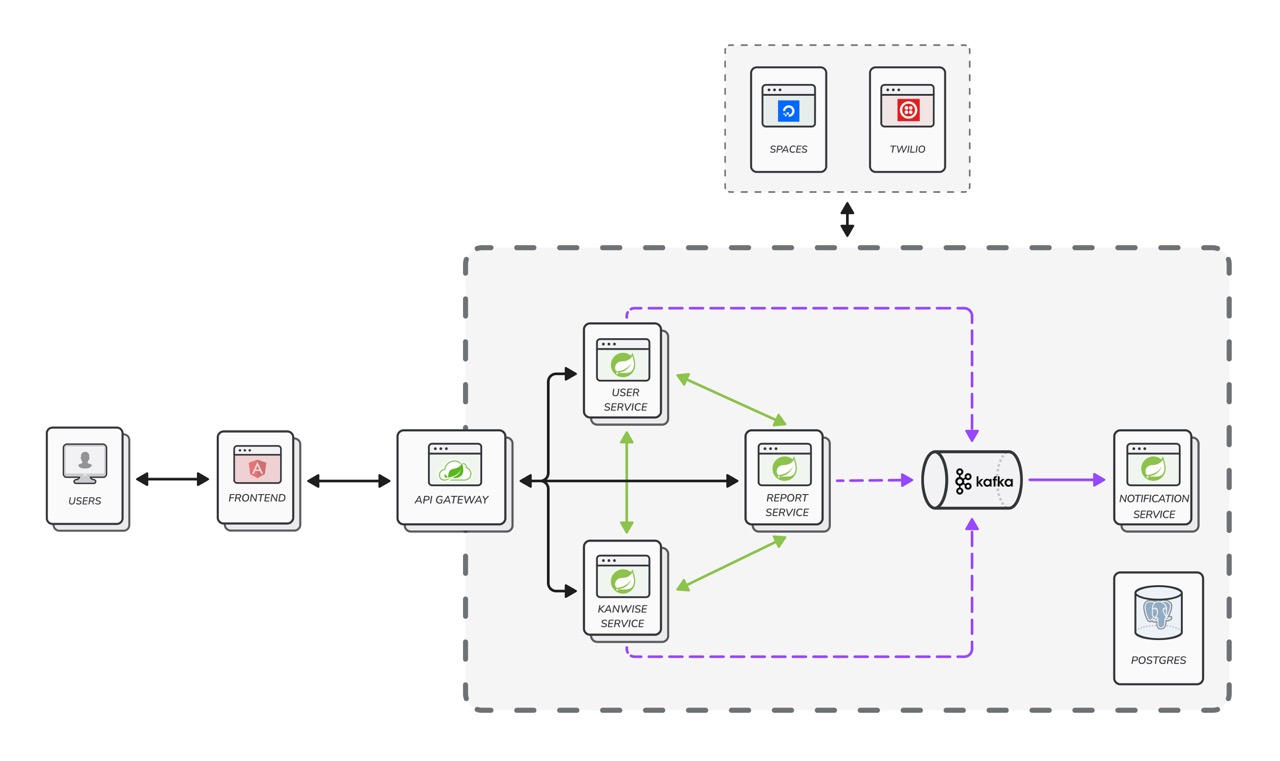 SPACES
TWILIO
USER
SERVICE
USERS
FRONTEND
API GATEWAY
REPORT
SERVICE
kafka
NOTIFICATION
SERVICE
KANWISE
SERVICE
POSTGRES